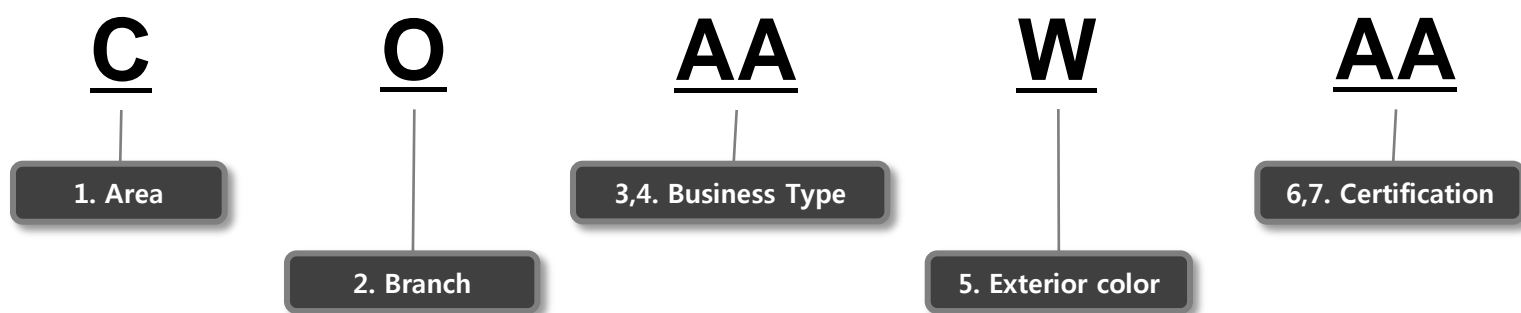 C O AA W AA
1. Area
3,4. Business Type
6,7. Certification
2. Branch
5. Exterior color